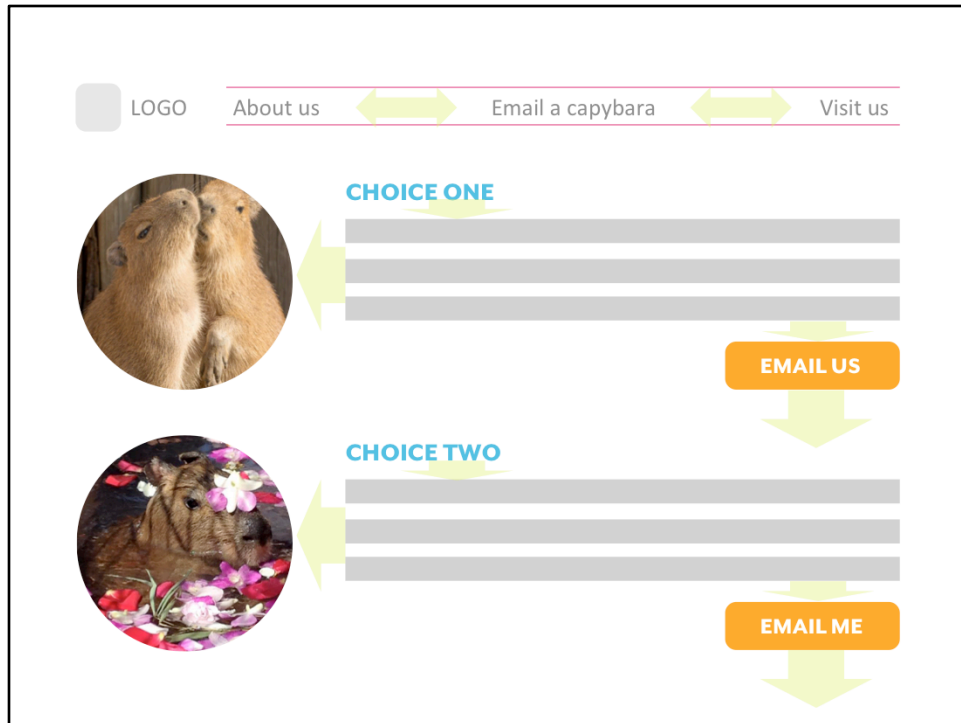 LOGO About us Email a capybara Visit us
CHOICE ONE
EMAIL US
CHOICE TWO
EMAIL ME